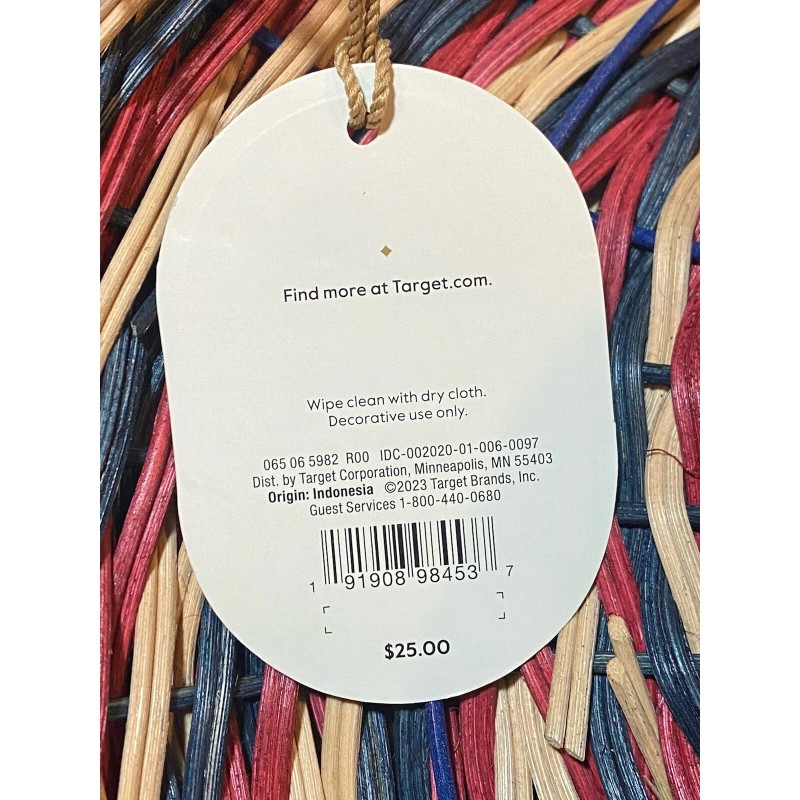 Find more at Target.com.
Wipe clean with dry cloth.
Decorative use only.
065 06 5982 R00 IDC-002020-01-006-0097
Dist. by Target Corporation, Minneapolis, MN 55403
Origin: Indonesia ©2023 Target Brands, Inc.
Guest Services 1-800-440-0680
1 91908 98453 7
$25.00